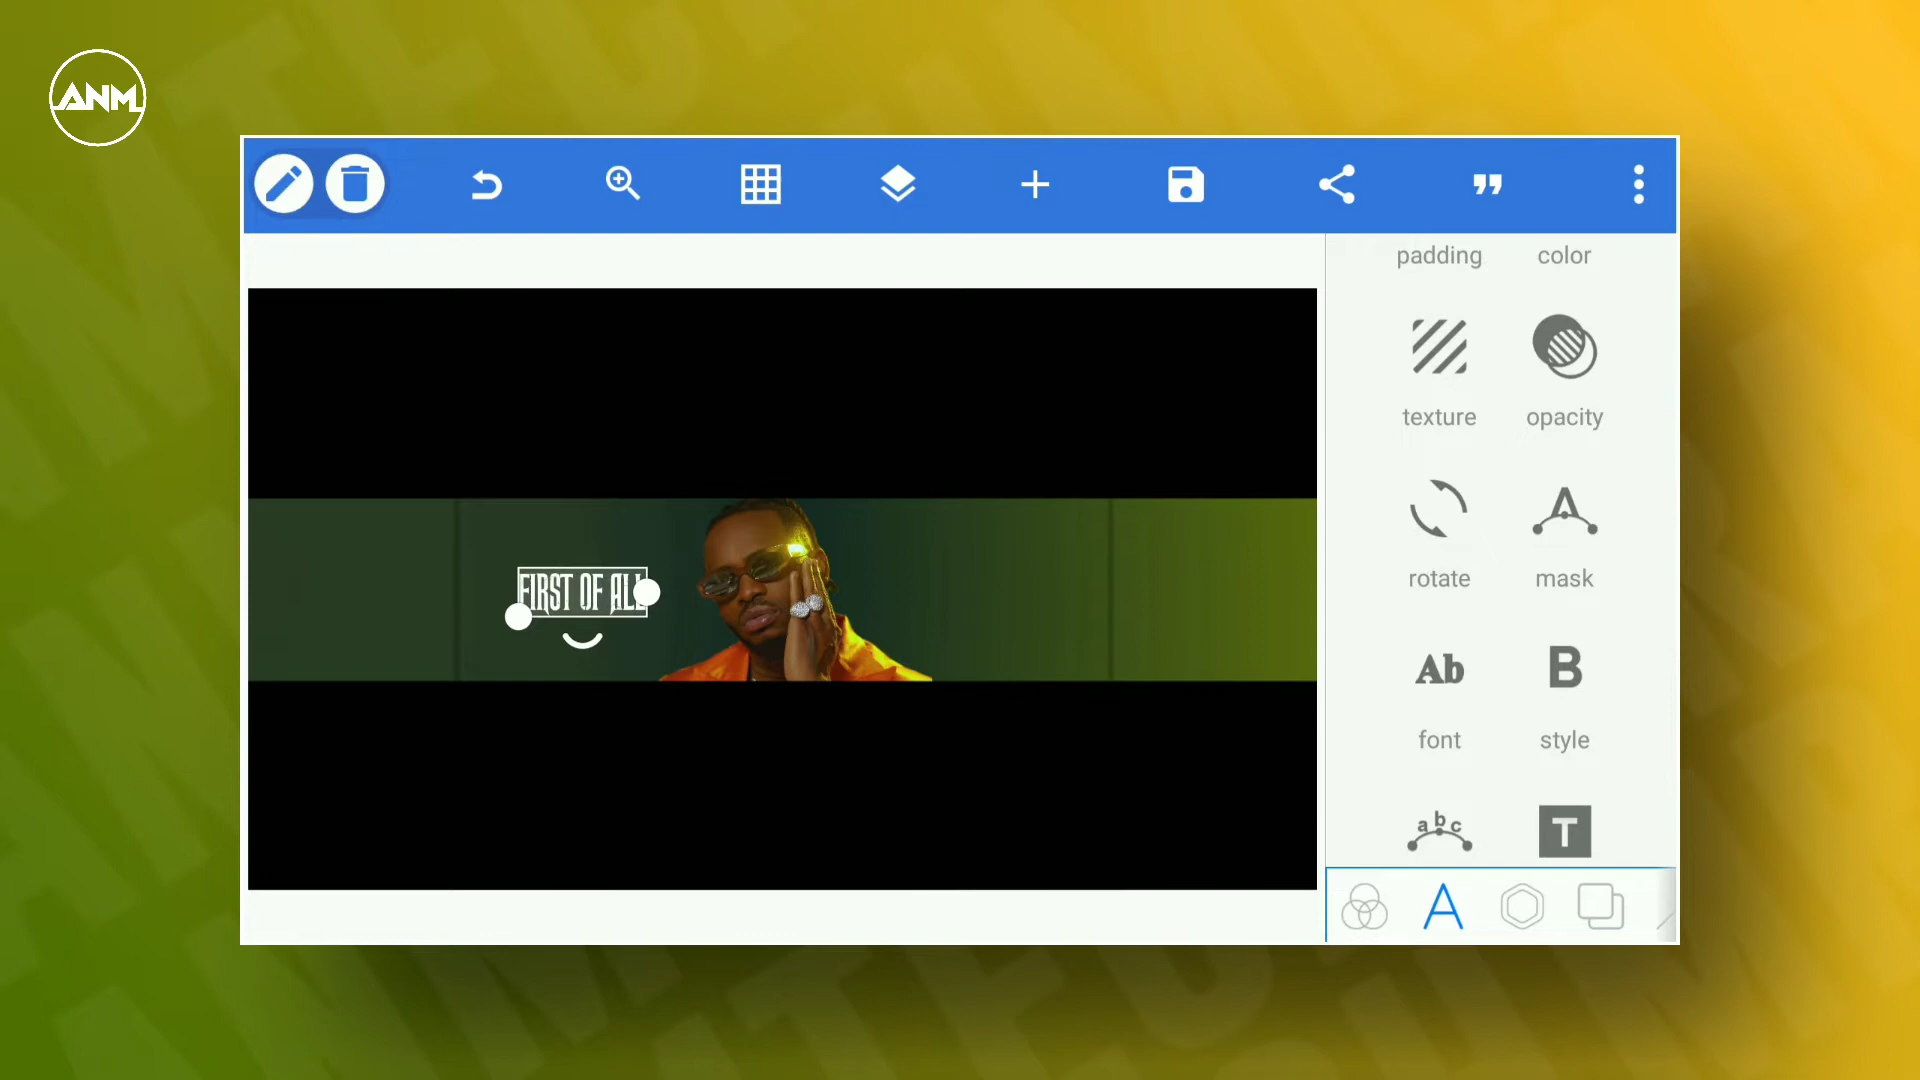 ANM
padding color
texture opacity
FIRST OF ALL
rotate mask
Ab B
font style
abc T
A